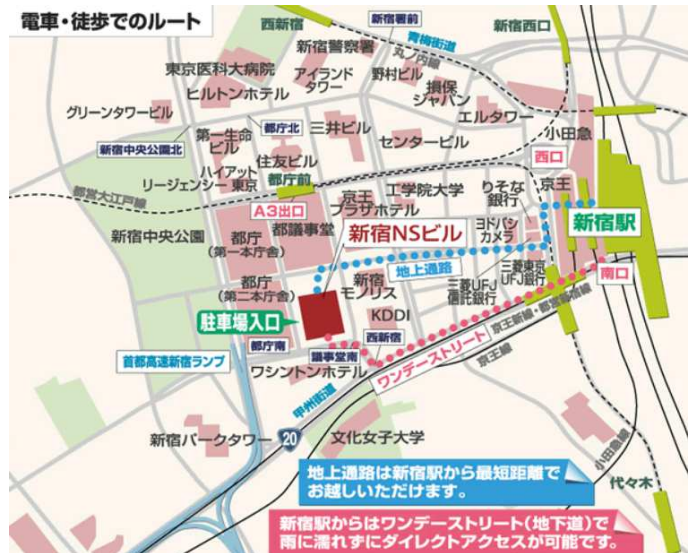 電車・徒歩でのルート
西新宿
新宿署前
新宿西口
青梅街道
丸ノ内線
新宿警察署
東京医科大病院
アイランド
タワー
野村ビル
損保
ジャパン
ヒルトンホテル
グリーンタワービル
エルタワー
小田急
都庁北
第一生命
ビル
三井ビル
センタービル
新宿中央公園北
住友ビル
西口
ハイアット
リージェンシー 東京
都庁前
工学院大学
りそな
銀行
京王
都営大江戸線
A3出口
京王
プラザホテル
新宿駅
新宿中央公園
都庁
(第一本庁舎)
都議事堂
新宿NSビル
ヨドバシ
カメラ
地上通路
三菱東京
UFJ銀行
南口
都庁
(第二本庁舎)
新宿
モノリス
三菱UFJ
信託銀行
駐車場入口
KDDI
京王新線・都営新宿線
都庁南
西新宿
京王線
首都高速新宿ランプ
議事堂南
ワンデーストリート
ワシントンホテル
甲州街道
新宿パークタワー
20
文化女子大学
小田急線
代々木
地上通路は新宿駅から最短距離で
お越しいただけます。
新宿駅からはワンデーストリート(地下道)で
雨に濡れずにダイレクトアクセスが可能です。